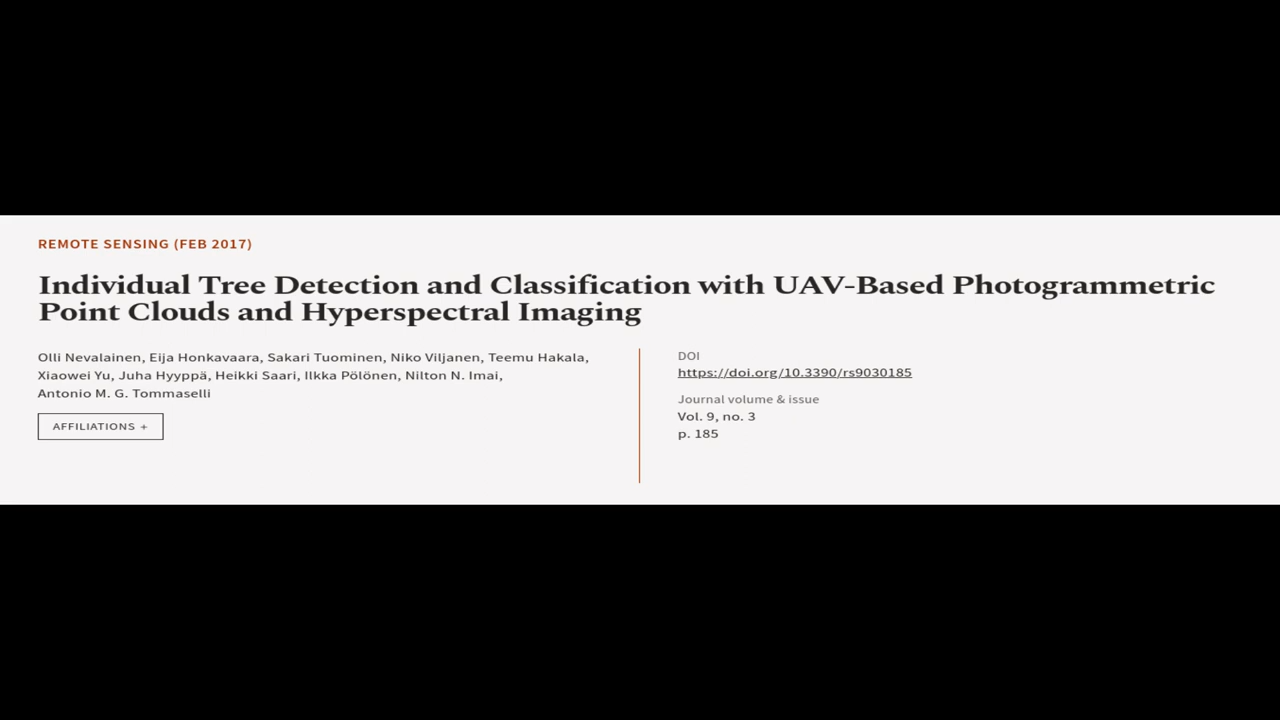 REMOTE SENSING (FEB 2017)
Individual Tree Detection and Classification with UAV-Based Photogrammetric
Point Clouds and Hyperspectral Imaging
Olli Nevalainen, Eija Honkavaara, Sakari Tuominen, Niko Viljanen, Teemu Hakala,
Xiaowei Yu, Juha Hyyppä, Heikki Saari, Ilkka Pölönen, Nilton N. Imai,
Antonio M. G. Tommaselli
AFFILIATIONS +
DOI
https://doi.org/10.3390/rs9030185
Journal volume & issue
Vol. 9, no. 3
p. 185